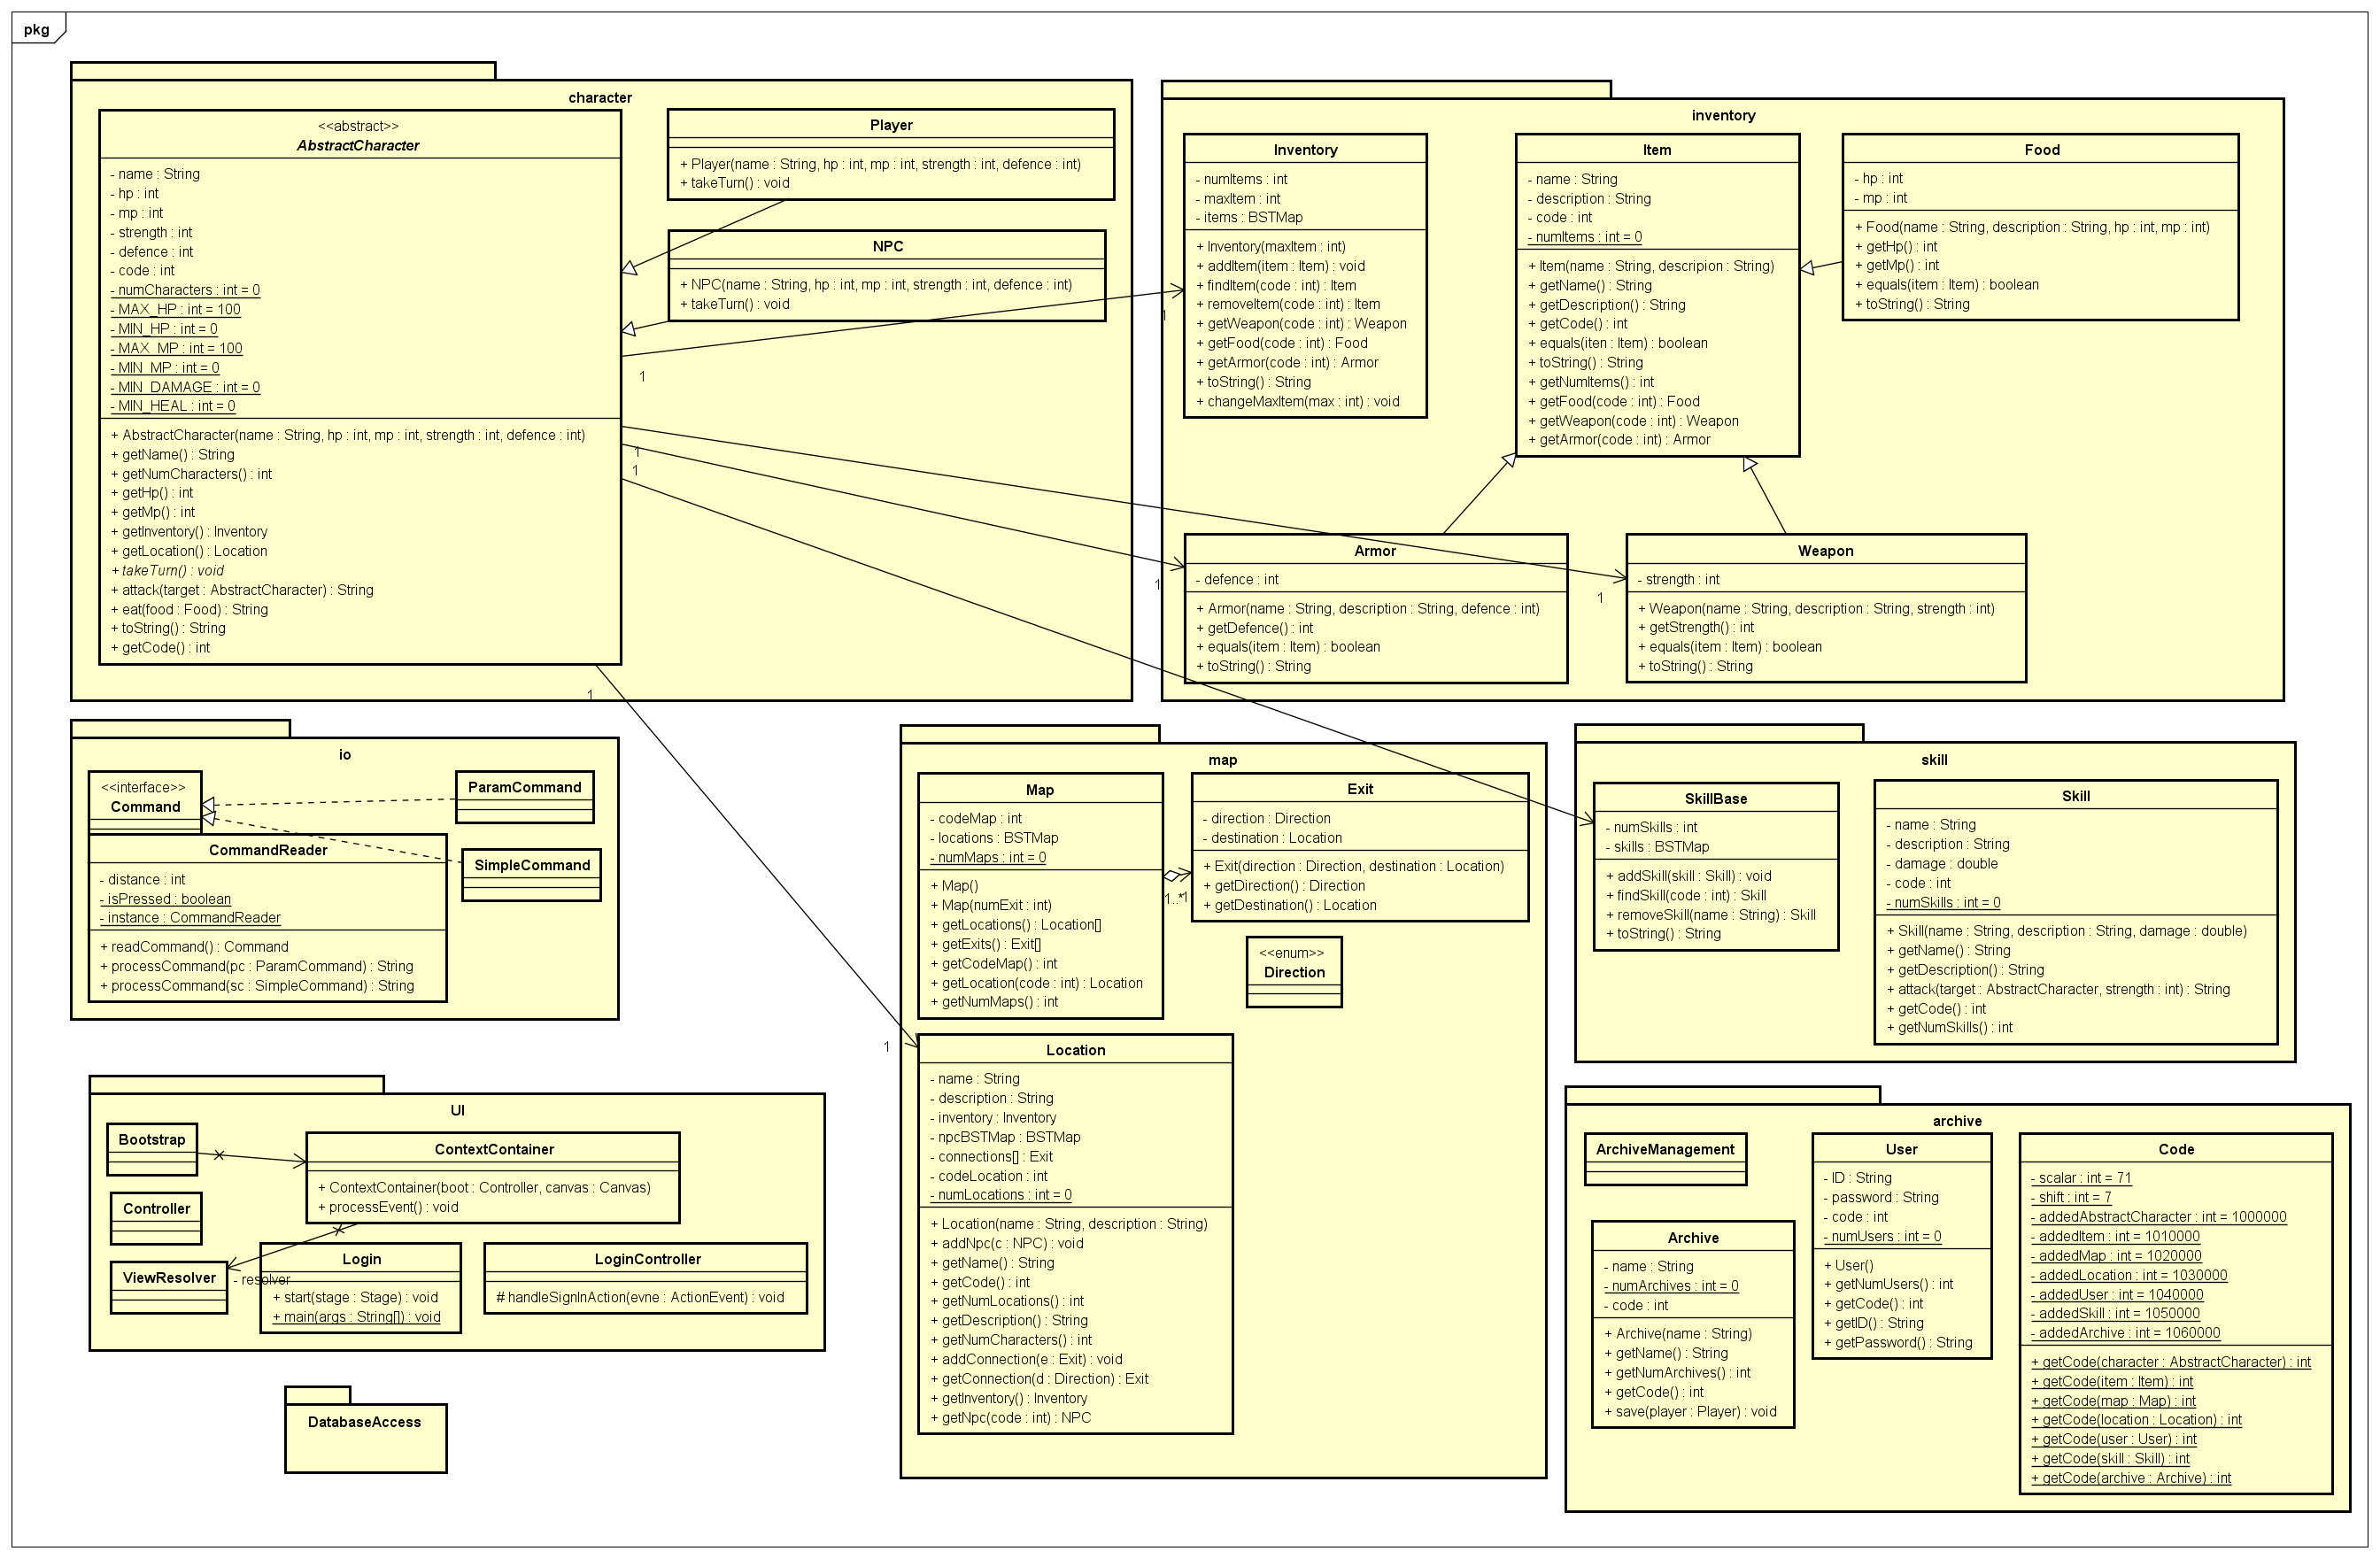 pkg
character
<<abstract>>
AbstractCharacter
- name : String
- hp : int
- mp : int
- strength : int
- defence : int
- code : int
- numCharacters : int = 0
- MAX_HP : int = 100
- MIN_HP : int = 0
- MAX_MP : int = 100
- MIN_MP : int = 0
- MIN_DAMAGE : int = 0
- MIN_HEAL : int = 0
+ AbstractCharacter(name : String, hp : int, mp : int, strength : int, defence : int)
+ getName() : String
+ getNumCharacters() : int
+ getHp() : int
+ getMp() : int
+ getInventory() : Inventory
+ getLocation() : Location
+ takeTurn() : void
+ attack(target : AbstractCharacter) : String
+ eat(food : Food) : String
+ toString() : String
+ getCode() : int
Player
+ Player(name : String, hp : int, mp : int, strength : int, defence : int)
+ takeTurn() : void
NPC
+ NPC(name : String, hp : int, mp : int, strength : int, defence : int)
+ takeTurn() : void
1
1
1
1
inventory
Inventory
- numItems : int
- maxItem : int
- items : BSTMap
+ Inventory(maxItem : int)
+ addItem(item : Item) : void
+ findItem(code : int) : Item
+ removeItem(code : int) : Item
+ getWeapon(code : int) : Weapon
+ getFood(code : int) : Food
+ getArmor(code : int) : Armor
+ toString() : String
+ changeMaxItem(max : int) : void
1
Item
- name : String
- description : String
- code : int
- numItems : int = 0
+ Item(name : String, descripion : String)
+ getName() : String
+ getDescription() : String
+ getCode() : int
+ equals(iten : Item) : boolean
+ toString() : String
+ getNumItems() : int
+ getFood(code : int) : Food
+ getWeapon(code : int) : Weapon
+ getArmor(code : int) : Armor
Food
- hp : int
- mp : int
+ Food(name : String, description : String, hp : int, mp : int)
+ getHp() : int
+ getMp() : int
+ equals(item : Item) : boolean
+ toString() : String
Armor
- defence : int
+ Armor(name : String, description : String, defence : int)
+ getDefence() : int
+ equals(item : Item) : boolean
+ toString() : String
1
Weapon
- strength : int
+ Weapon(name : String, description : String, strength : int)
+ getStrength() : int
+ equals(item : Item) : boolean
+ toString() : String
1
io
<<interface>>
Command
ParamCommand
SimpleCommand
CommandReader
- distance : int
- isPressed : boolean
- instance : CommandReader
+ readCommand() : Command
+ processCommand(pc : ParamCommand) : String
+ processCommand(sc : SimpleCommand) : String
map
Map
- codeMap : int
- locations : BSTMap
- numMaps : int = 0
+ Map()
+ Map(numExit : int)
+ getLocations() : Location[]
+ getExits() : Exit[]
+ getCodeMap() : int
+ getLocation(code : int) : Location
+ getNumMaps() : int
1..*
1
Exit
- direction : Direction
- destination : Location
+ Exit(direction : Direction, destination : Location)
+ getDirection() : Direction
+ getDestination() : Location
<<enum>>
Direction
1
Location
- name : String
- description : String
- inventory : Inventory
- npcBSTMap : BSTMap
- connections[] : Exit
- codeLocation : int
- numLocations : int = 0
+ Location(name : String, description : String)
+ addNpc(c : NPC) : void
+ getName() : String
+ getCode() : int
+ getNumLocations() : int
+ getDescription() : String
+ getNumCharacters() : int
+ addConnection(e : Exit) : void
+ getConnection(d : Direction) : Exit
+ getInventory() : Inventory
+ getNpc(code : int) : NPC
skill
SkillBase
- numSkills : int
- skills : BSTMap
+ addSkill(skill : Skill) : void
+ findSkill(code : int) : Skill
+ removeSkill(name : String) : Skill
+ toString() : String
Skill
- name : String
- description : String
- damage : double
- code : int
- numSkills : int = 0
+ Skill(name : String, description : String, damage : double)
+ getName() : String
+ getDescription() : String
+ attack(target : AbstractCharacter, strength : int) : String
+ getCode() : int
+ getNumSkills() : int
UI
Bootstrap
Controller
ViewResolver
- resolver
ContextContainer
+ ContextContainer(boot : Controller, canvas : Canvas)
+ processEvent() : void
Login
+ start(stage : Stage) : void
+ main(args : String[]) : void
LoginController
# handleSignInAction(evne : ActionEvent) : void
DatabaseAccess
archive
ArchiveManagement
Archive
- name : String
- numArchives : int = 0
- code : int
+ Archive(name : String)
+ getName() : String
+ getNumArchives() : int
+ getCode() : int
+ save(player : Player) : void
User
- ID : String
- password : String
- code : int
- numUsers : int = 0
+ User()
+ getNumUsers() : int
+ getCode() : int
+ getID() : String
+ getPassword() : String
Code
- scalar : int = 71
- shift : int = 7
- addedAbstractCharacter : int = 1000000
- addedItem : int = 1010000
- addedMap : int = 1020000
- addedLocation : int = 1030000
- addedUser : int = 1040000
- addedSkill : int = 1050000
- addedArchive : int = 1060000
+ getCode(character : AbstractCharacter) : int
+ getCode(item : Item) : int
+ getCode(map : Map) : int
+ getCode(location : Location) : int
+ getCode(user : User) : int
+ getCode(skill : Skill) : int
+ getCode(archive : Archive) : int